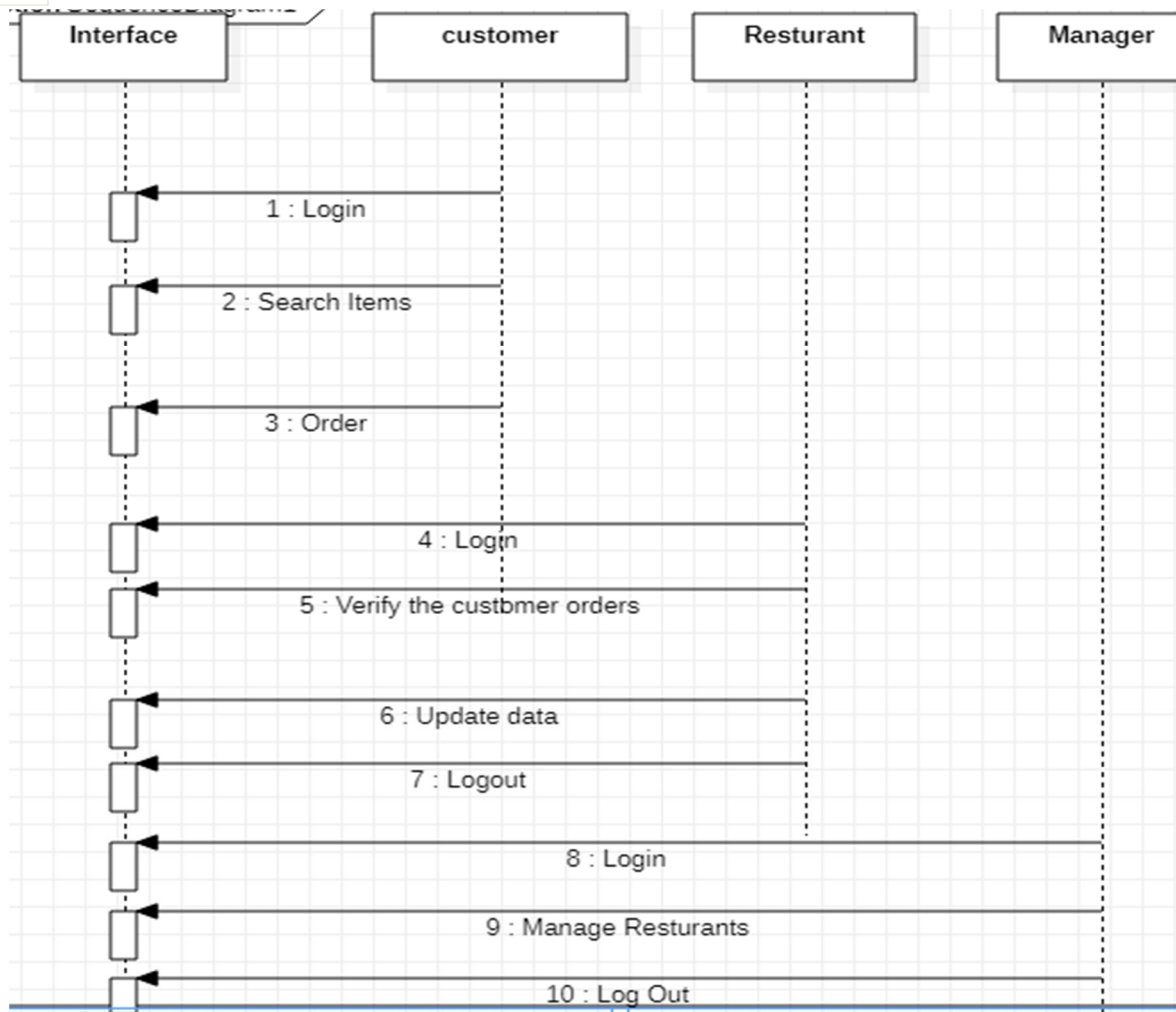 Interface
customer
Resturant
Manager
1 : Login
2 : Search Items
3 : Order
4 : Login
5 : Verify the customer orders
6 : Update data
7 : Logout
8 : Login
9 : Manage Resturants
10 : Log Out